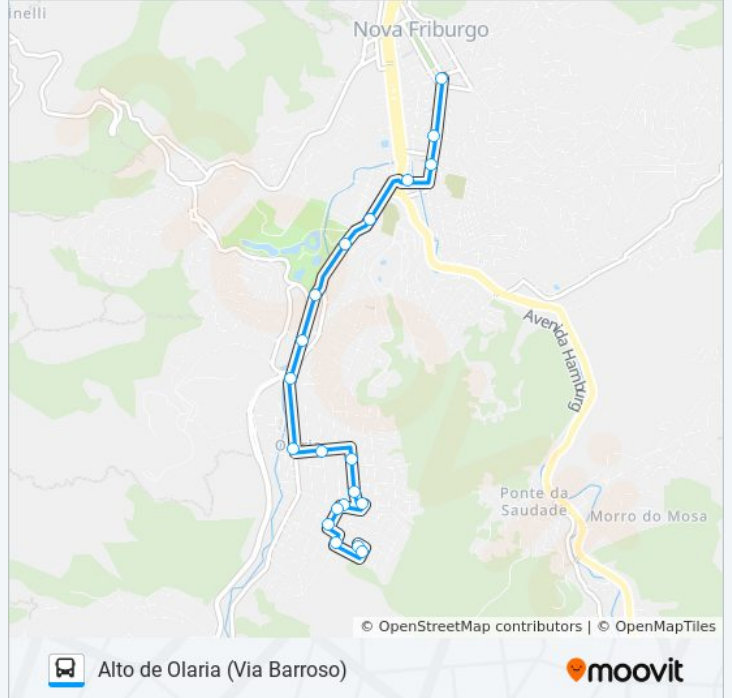 inelli
Nova Friburgo
Avenida Hamburg
Ponte da
Saudade
Morro do Mosa
© OpenStreetMap contributors | © OpenMapTiles
Alto de Olaria (Via Barroso)
moovit